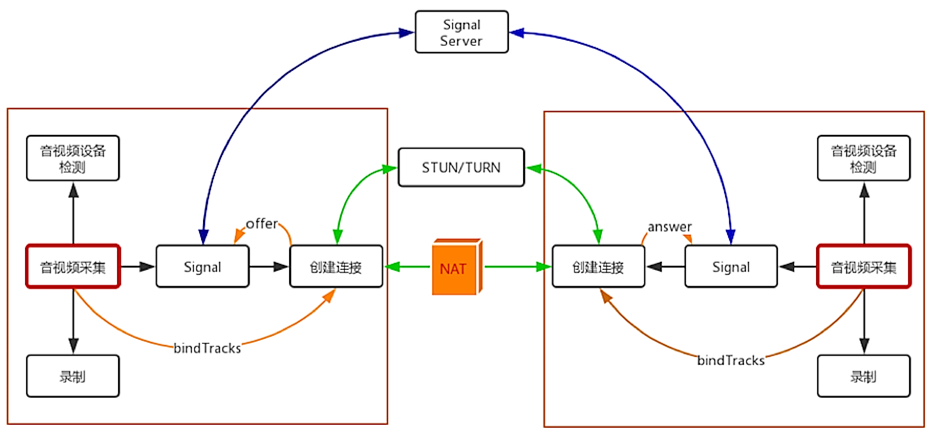 Signal
Server
音视频设备
检测
STUN/TURN
音视频设备
检测
offer
answer
音视频采集
Signal
创建连接
NAT
创建连接
Signal
音视频采集
bindTracks
bindTracks
录制
录制